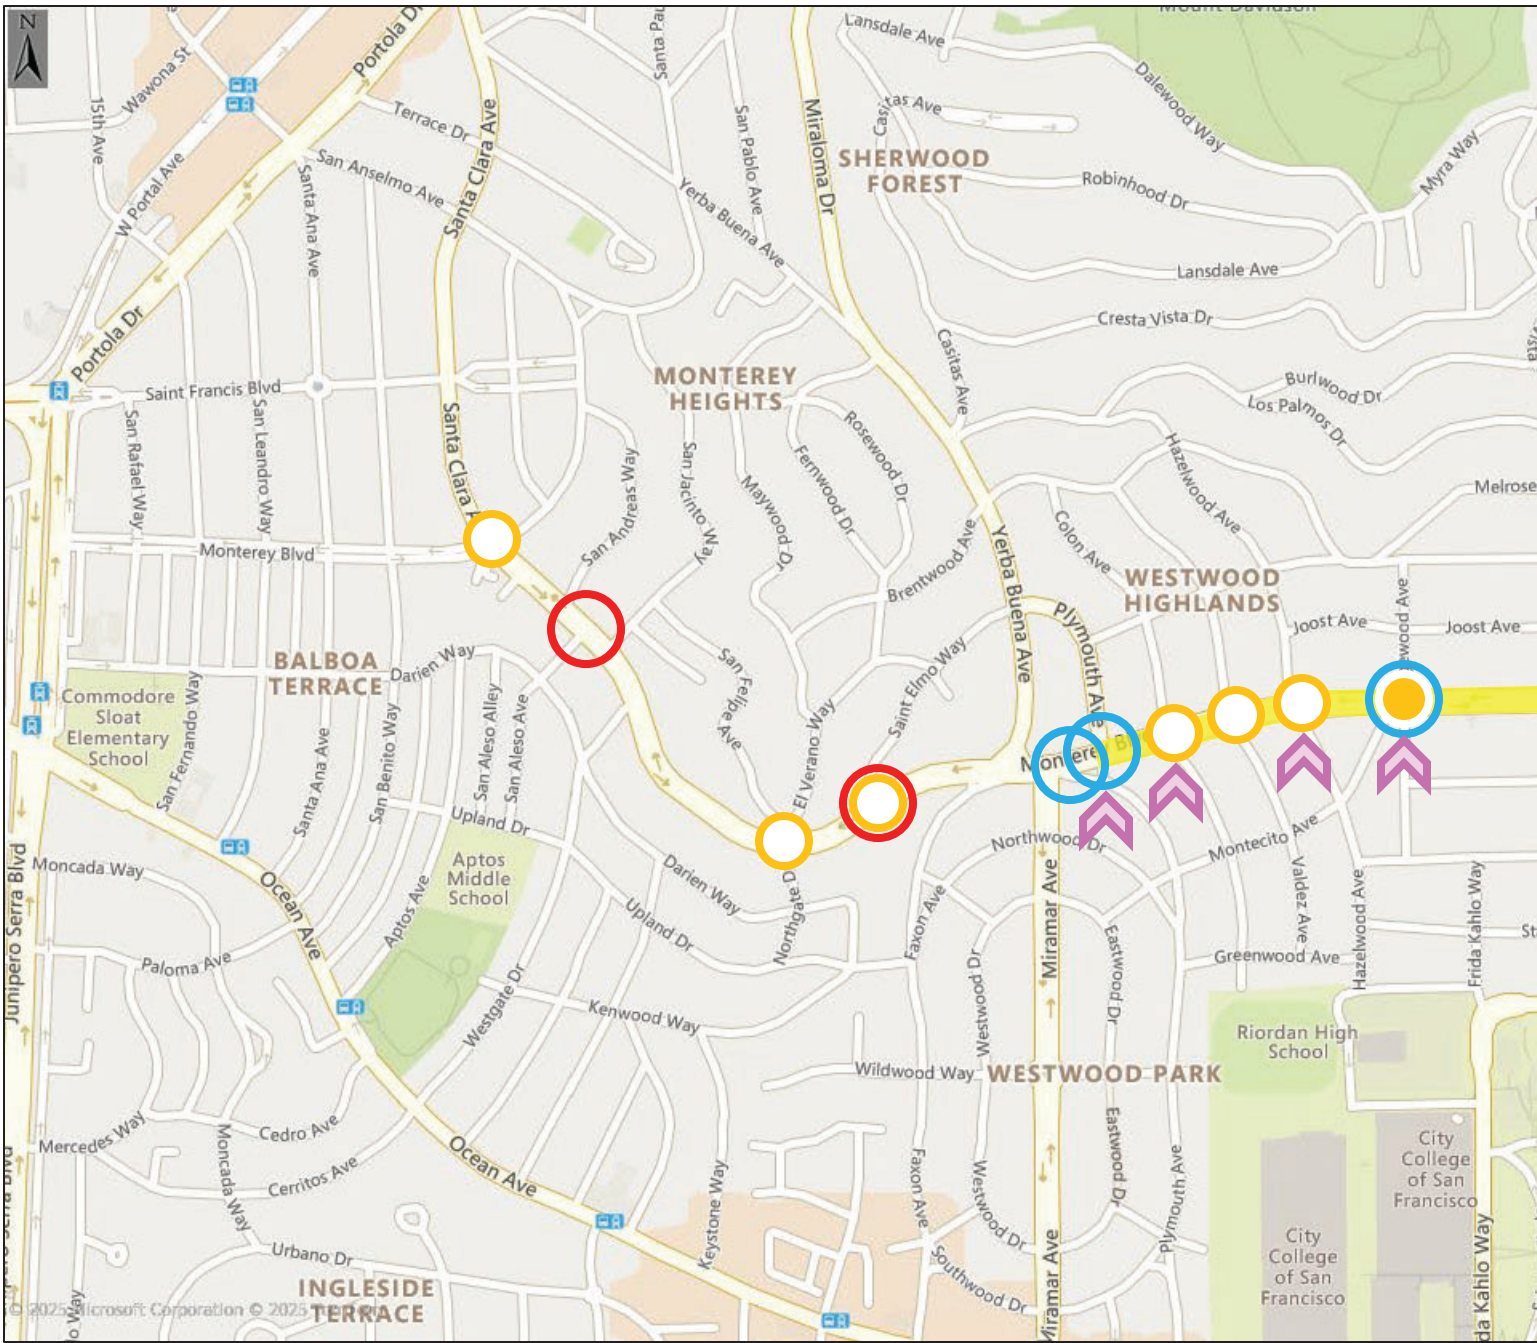 N
Mount Davidson
Lansdale Ave
Portola Dr
Wawona St
15th Ave
Terrace Dr
Santa Clara Ave
San Pablo Ave
Miraloma Dr
Casitas Ave
Dalewood Way
Myra Way
SHERWOOD
FOREST
San Anselmo Ave
W Portal Ave
Santa Ana Ave
Yerba Buena Ave
Robinhood Dr
Lansdale Ave
Portola Dr
Cresta Vista Dr
Casitas Ave
Saint Francis Blvd
MONTEREY
HEIGHTS
Burlwood Dr
Los Palmos Dr
San Rafael Way
San Leandro Way
Santa Clara
San Andreas Way
San Jacinto Way
Maywood Dr
Fernwood Dr
Rosewood Dr
Hazelwood Ave
Melrose
Monterey Blvd
Colon Ave
Brentwood Ave
Yerba Buena Ave
WESTWOOD
HIGHLANDS
Plymouth Ave
Joost Ave
Joost Ave
ewood Ave
BALBOA
TERRACE
Darien Way
San Felipe Ave
Saint Elmo Way
El Verano Way
Commodore
Sloat
Elementary
School
San Fernando Way
Santa Ana Ave
San Benito Way
San Aleso Alley
San Aleso Ave
Upland Dr
Northwood Dr
Montecito Ave
Moncada Way
Ocean Ave
Aptos
Middle
School
Aptos Ave
Darien Way
Upland Dr
Northgate D
Faxon Ave
Miramar Ave
Valdez Ave
Hazelwood Ave
Frida Kahlo Way
Junipero Serra Blvd
Paloma Ave
Westgate Dr
Kenwood Way
Westwood Dr
Eastwood Dr
Greenwood Ave
St
Riordan High
School
Wildwood Way
WESTWOOD PARK
Mercedes Way
Cedro Ave
Moncada Way
Cerritos Ave
Ocean Ave
Keystone Way
Faxon Ave
Westwood Dr
Eastwood Dr
Plymouth Ave
City
College
of San
Francisco
City
College
of San
Francisco
Urbano Dr
Southwood Dr
Miramar Ave
da Kahlo Way
INGLESIDE
TERRACE
lo Way
© 2025 Microsoft Corporation © 2025